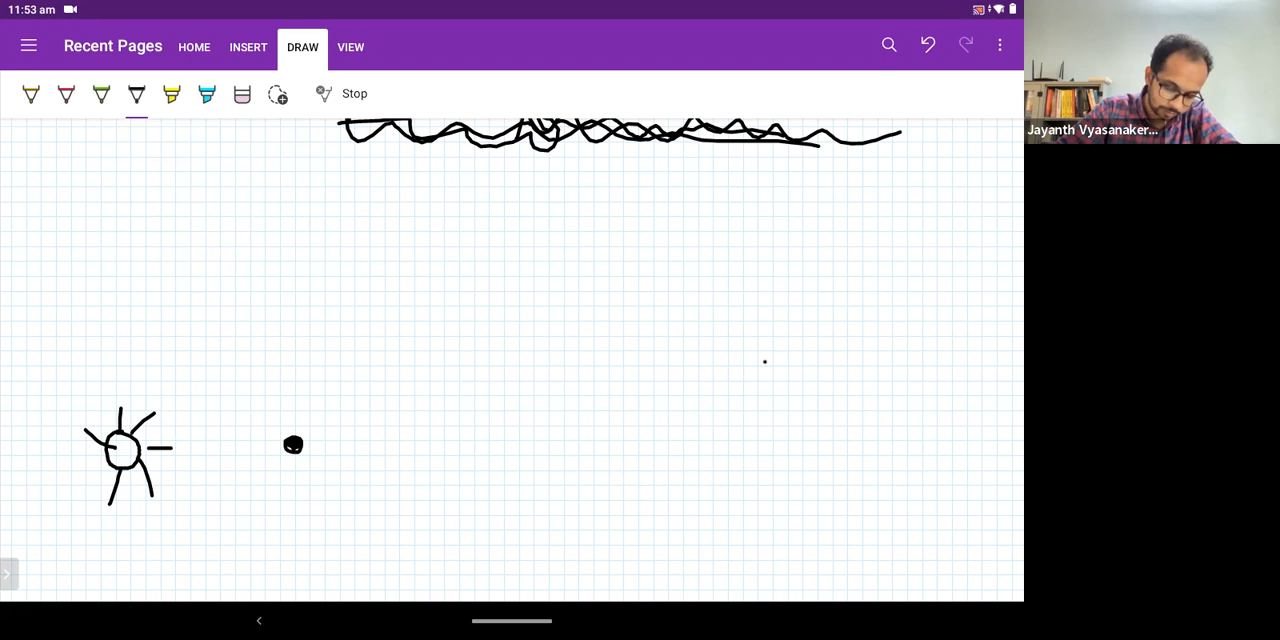 11:53 am
Recent Pages HOME INSERT DRAW VIEW
Stop
Jayanth Vyasanaker...